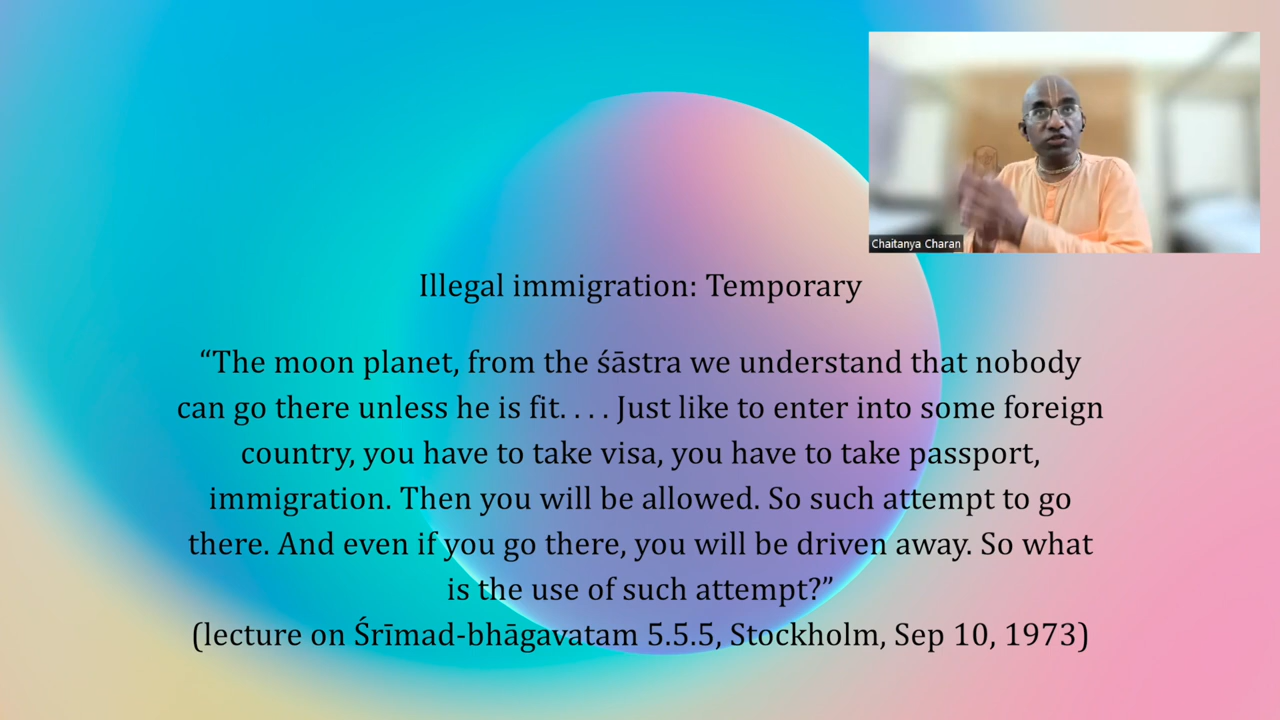 Chaitanya Charan
Illegal immigration: Temporary
“The moon planet, from the śāstra we understand that nobody
can go there unless he is fit. . . . Just like to enter into some foreign
country, you have to take visa, you have to take passport,
immigration. Then you will be allowed. So such attempt to go
there. And even if you go there, you will be driven away. So what
is the use of such attempt?”
(lecture on Śrīmad-bhāgavatam 5.5.5, Stockholm, Sep 10, 1973)